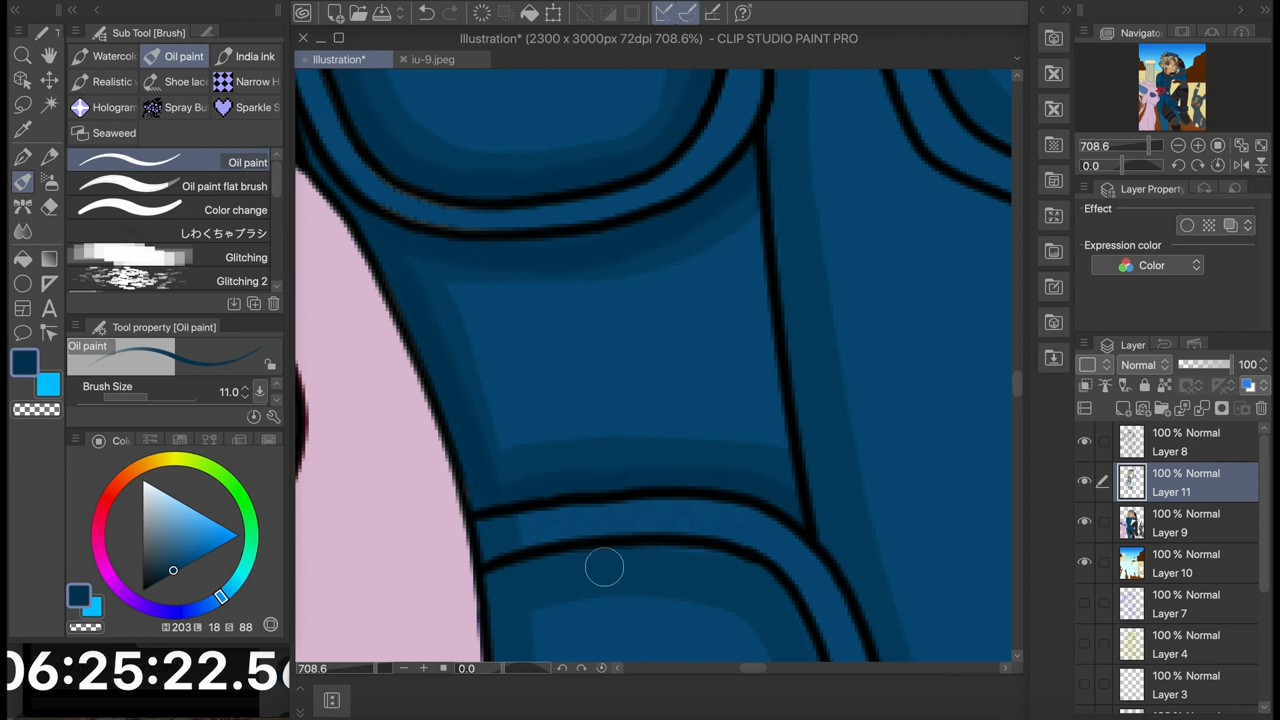 Sub Tool [Brush]
Watercol
Oil paint
India ink
Realistic
Shoe lace
Narrow H
Hologram
Spray Bu
Sparkle S
Seaweed
Oil paint
Oil paint flat brush
Color change
しわくちゃブラシ
Glitching
Glitching 2
Tool property [Oil paint]
Oil paint
Brush Size
11.0
Col
H 203 L 18 S 88
06:25:22.56
Illustration* (2300 x 3000px 72dpi 708.6%) - CLIP STUDIO PAINT PRO
Illustration*
iu-9.jpeg
708.6
0.0
Navigator
708.6
0.0
Layer Property
Effect
Expression color
Color
Layer
Normal
100
100 % Normal
Layer 8
100 % Normal
Layer 11
100 % Normal
Layer 9
100 % Normal
Layer 10
100 % Normal
Layer 7
100 % Normal
Layer 4
100 % Normal
Layer 3
100 % Normal